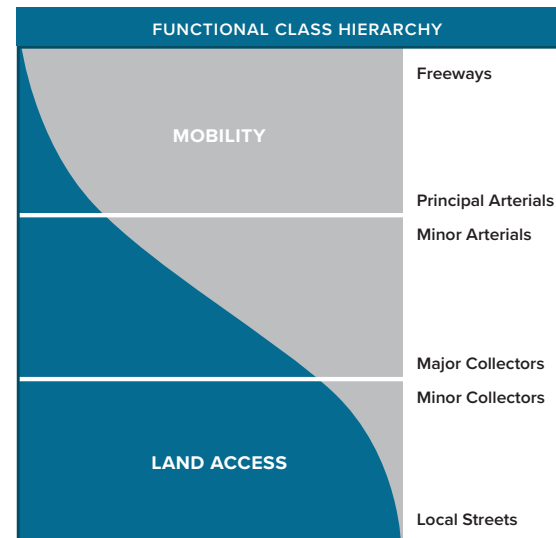 FUNCTIONAL CLASS HIERARCHY
Freeways
MOBILITY
Principal Arterials
Minor Arterials
Major Collectors
Minor Collectors
LAND ACCESS
Local Streets